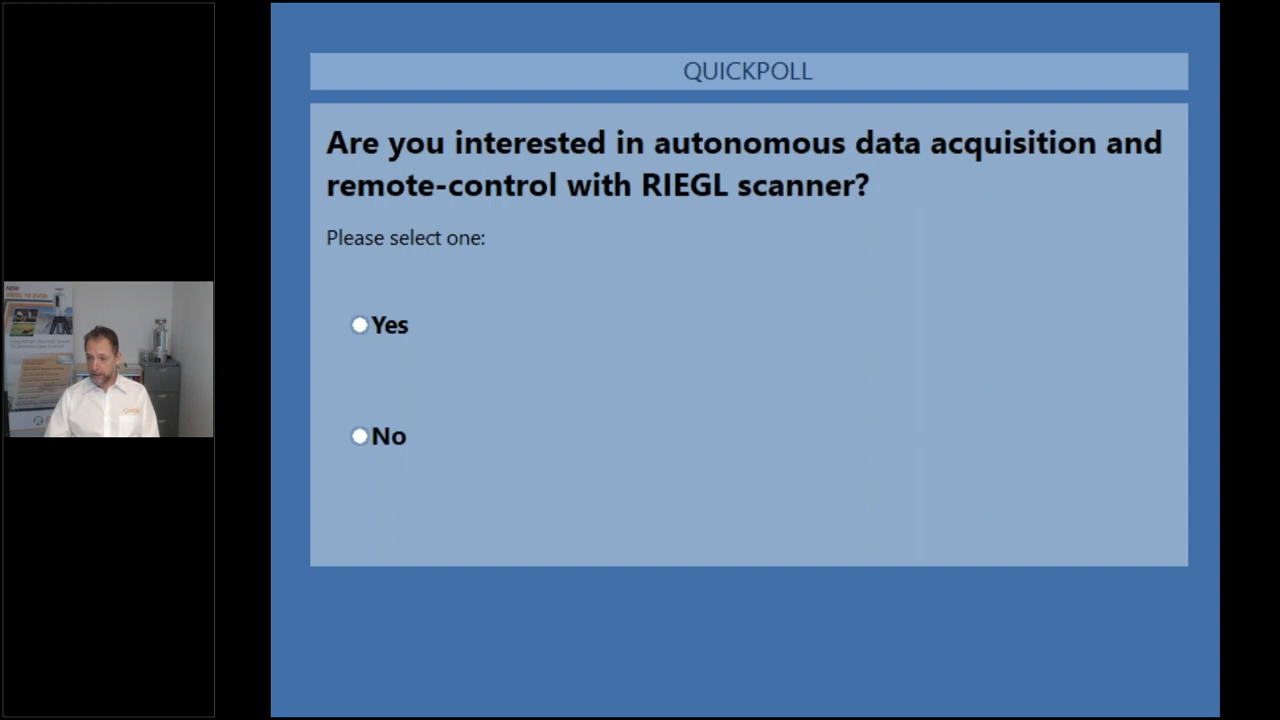 QUICKPOLL
Are you interested in autonomous data acquisition and
remote-control with RIEGL scanner?
Please select one:
Yes
No
NEW